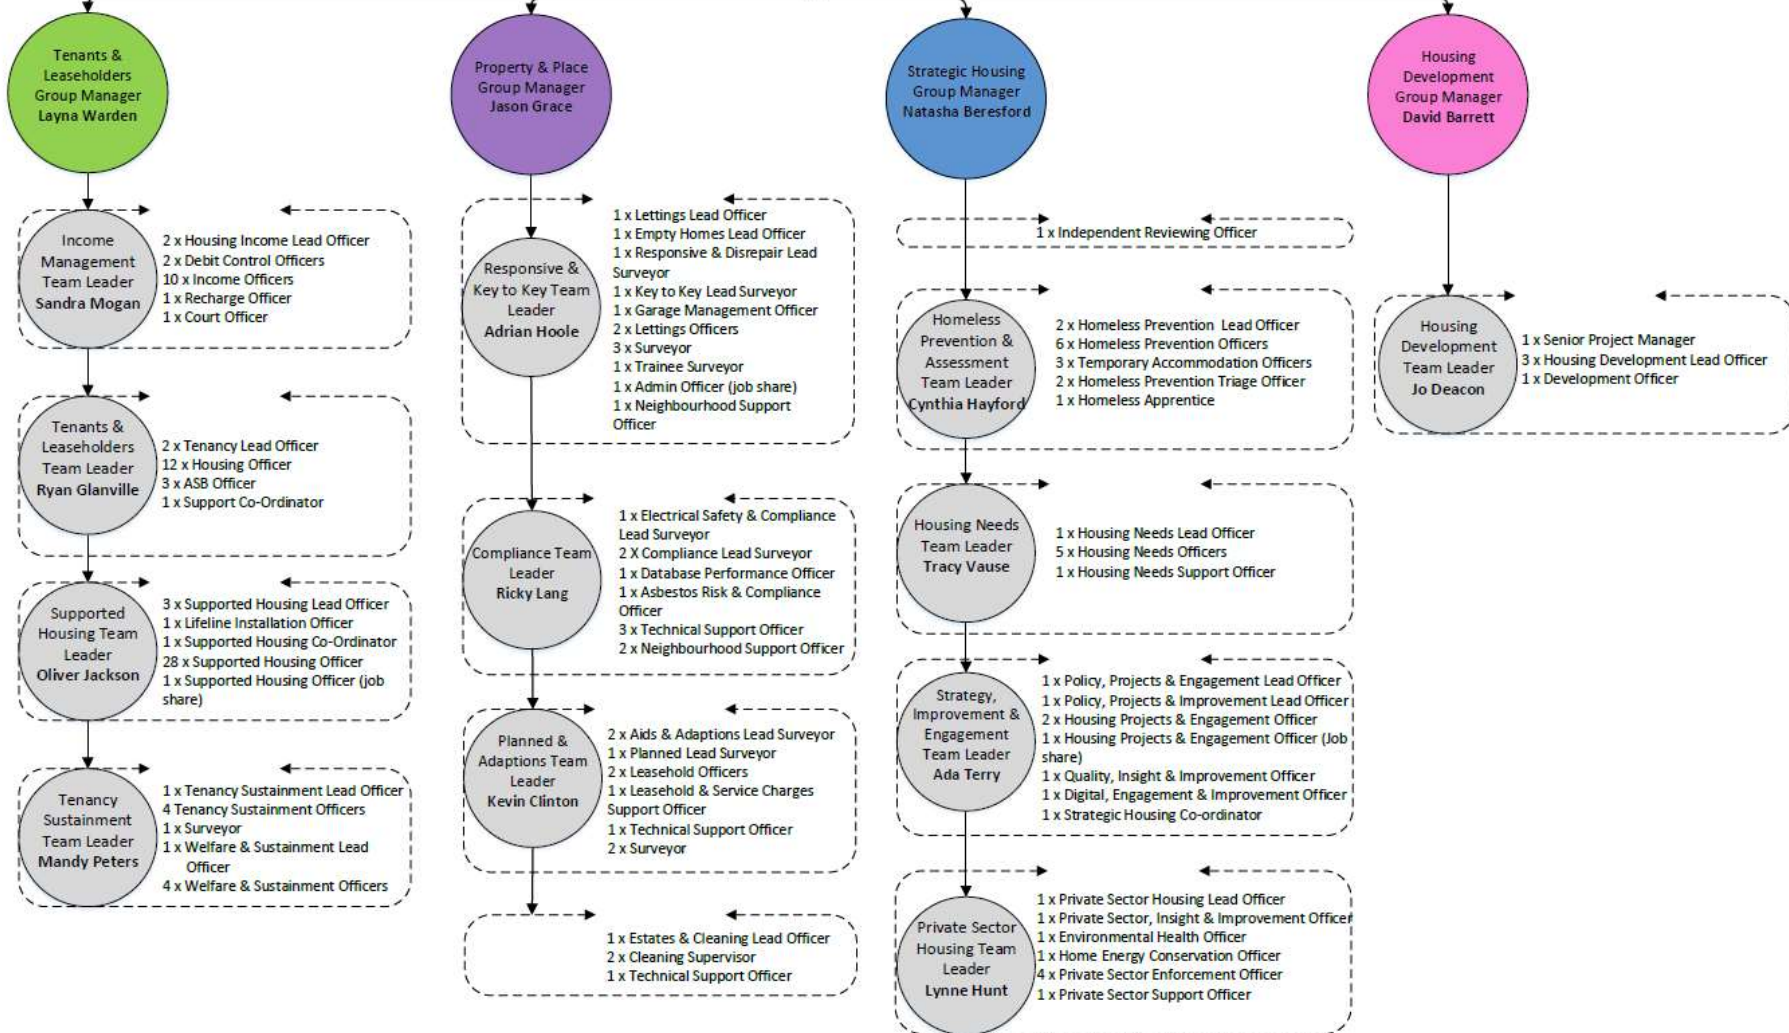 Tenants &
Leaseholders
Group Manager
Layna Warden
Income
Management
Team Leader
Sandra Mogan
2 x Housing Income Lead Officer
2 x Debit Control Officers
10 x Income Officers
1 x Recharge Officer
1 x Court Officer
Tenants &
Leaseholders
Team Leader
Ryan Glanville
2 x Tenancy Lead Officer
12 x Housing Officer
3 x ASB Officer
1 x Support Co-Ordinator
Supported
Housing Team
Leader
Oliver Jackson
3 x Supported Housing Lead Officer
1 x Lifeline Installation Officer
1 x Supported Housing Co-Ordinator
28 x Supported Housing Officer
1 x Supported Housing Officer (job
share)
Tenancy
Sustainment
Team Leader
Mandy Peters
1 x Tenancy Sustainment Lead Officer
4 Tenancy Sustainment Officers
1 x Surveyor
1 x Welfare & Sustainment Lead
Officer
4 x Welfare & Sustainment Officers
Property & Place
Group Manager
Jason Grace
Responsive &
Key to Key Team
Leader
Adrian Hoole
1 x Lettings Lead Officer
1 x Empty Homes Lead Officer
1 x Responsive & Disrepair Lead
Surveyor
1 x Key to Key Lead Surveyor
1 x Garage Management Officer
2 x Lettings Officers
3 x Surveyor
1 x Trainee Surveyor
1 x Admin Officer (job share)
1 x Neighbourhood Support
Officer
Compliance Team
Leader
Ricky Lang
1 x Electrical Safety & Compliance
Lead Surveyor
2 X Compliance Lead Surveyor
1 x Database Performance Officer
1 x Asbestos Risk & Compliance
Officer
3 x Technical Support Officer
2 x Neighbourhood Support Officer
Planned &
Adaptions Team
Leader
Kevin Clinton
2 x Aids & Adaptions Lead Surveyor
1 x Planned Lead Surveyor
2 x Leasehold Officers
1 x Leasehold & Service Charges
Support Officer
1 x Technical Support Officer
2 x Surveyor
1 x Estates & Cleaning Lead Officer
2 x Cleaning Supervisor
1 x Technical Support Officer
Strategic Housing
Group Manager
Natasha Beresford
1 x Independent Reviewing Officer
Homeless
Prevention &
Assessment
Team Leader
Cynthia Hayford
2 x Homeless Prevention Lead Officer
6 x Homeless Prevention Officers
3 x Temporary Accommodation Officers
2 x Homeless Prevention Triage Officer
1 x Homeless Apprentice
Housing Needs
Team Leader
Tracy Vause
1 x Housing Needs Lead Officer
5 x Housing Needs Officers
1 x Housing Needs Support Officer
Strategy,
Improvement &
Engagement
Team Leader
Ada Terry
1 x Policy, Projects & Engagement Lead Officer
1 x Policy, Projects & Improvement Lead Officer
2 x Housing Projects & Engagement Officer
1 x Housing Projects & Engagement Officer (Job
share)
1 x Quality, Insight & Improvement Officer
1 x Digital, Engagement & Improvement Officer
1 x Strategic Housing Co-ordinator
Private Sector
Housing Team
Leader
Lynne Hunt
1 x Private Sector Housing Lead Officer
1 x Private Sector, Insight & Improvement Officer
1 x Environmental Health Officer
1 x Home Energy Conservation Officer
4 x Private Sector Enforcement Officer
1 x Private Sector Support Officer
Housing
Development
Group Manager
David Barrett
Housing
Development
Team Leader
Jo Deacon
1 x Senior Project Manager
3 x Housing Development Lead Officer
1 x Development Officer